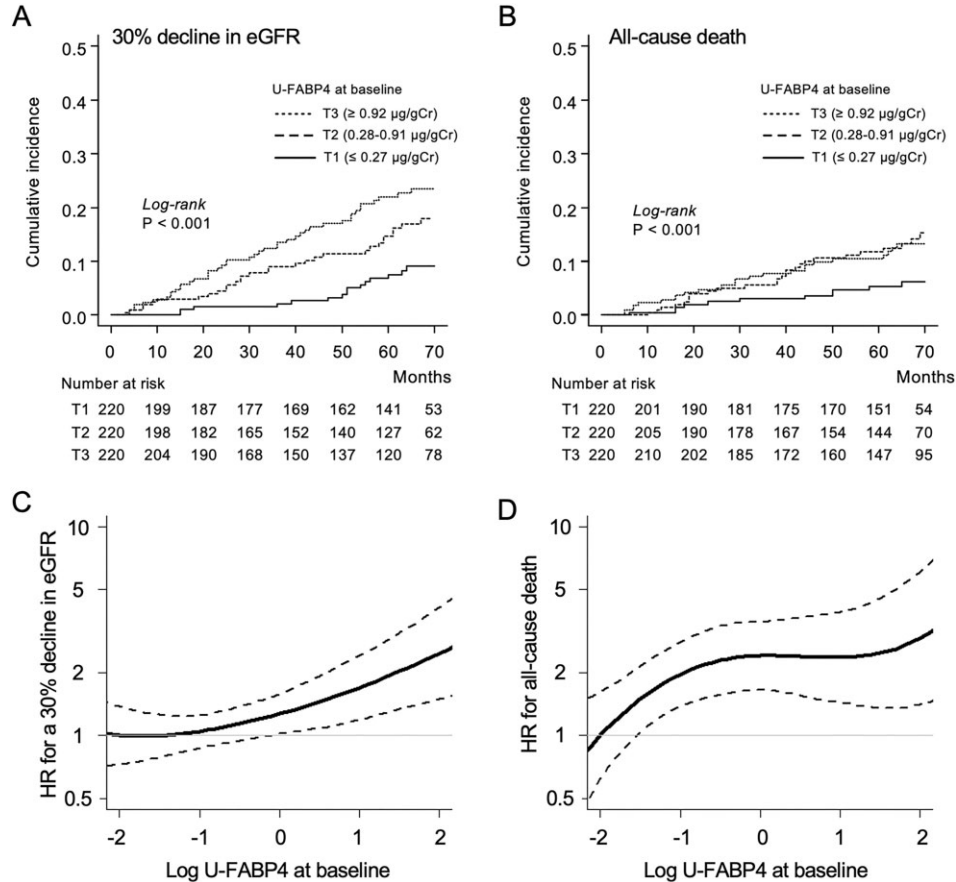 A
30% decline in eGFR
0.5
0.4
0.3
0.2
0.1
0.0
Cumulative incidence
U-FABP4 at baseline
T3 (≥ 0.92 μg/gCr)
T2 (0.28-0.91 μg/gCr)
T1 (≤ 0.27 μg/gCr)
Log-rank
P < 0.001
0 10 20 30 40 50 60 70
Months
Number at risk
T1 220 199 187 177 169 162 141 53
T2 220 198 182 165 152 140 127 62
T3 220 204 190 168 150 137 120 78
B
All-cause death
0.5
0.4
0.3
0.2
0.1
0.0
Cumulative incidence
U-FABP4 at baseline
T3 (≥ 0.92 μg/gCr)
T2 (0.28-0.91 μg/gCr)
T1 (≤ 0.27 μg/gCr)
Log-rank
P < 0.001
0 10 20 30 40 50 60 70
Months
Number at risk
T1 220 201 190 181 175 170 151 54
T2 220 205 190 178 167 154 144 70
T3 220 210 202 185 172 160 147 95
C
HR for a 30% decline in eGFR
10
5
2
1
0.5
-2 -1 0 1 2
Log U-FABP4 at baseline
D
HR for all-cause death
10
5
2
1
0.5
-2 -1 0 1 2
Log U-FABP4 at baseline